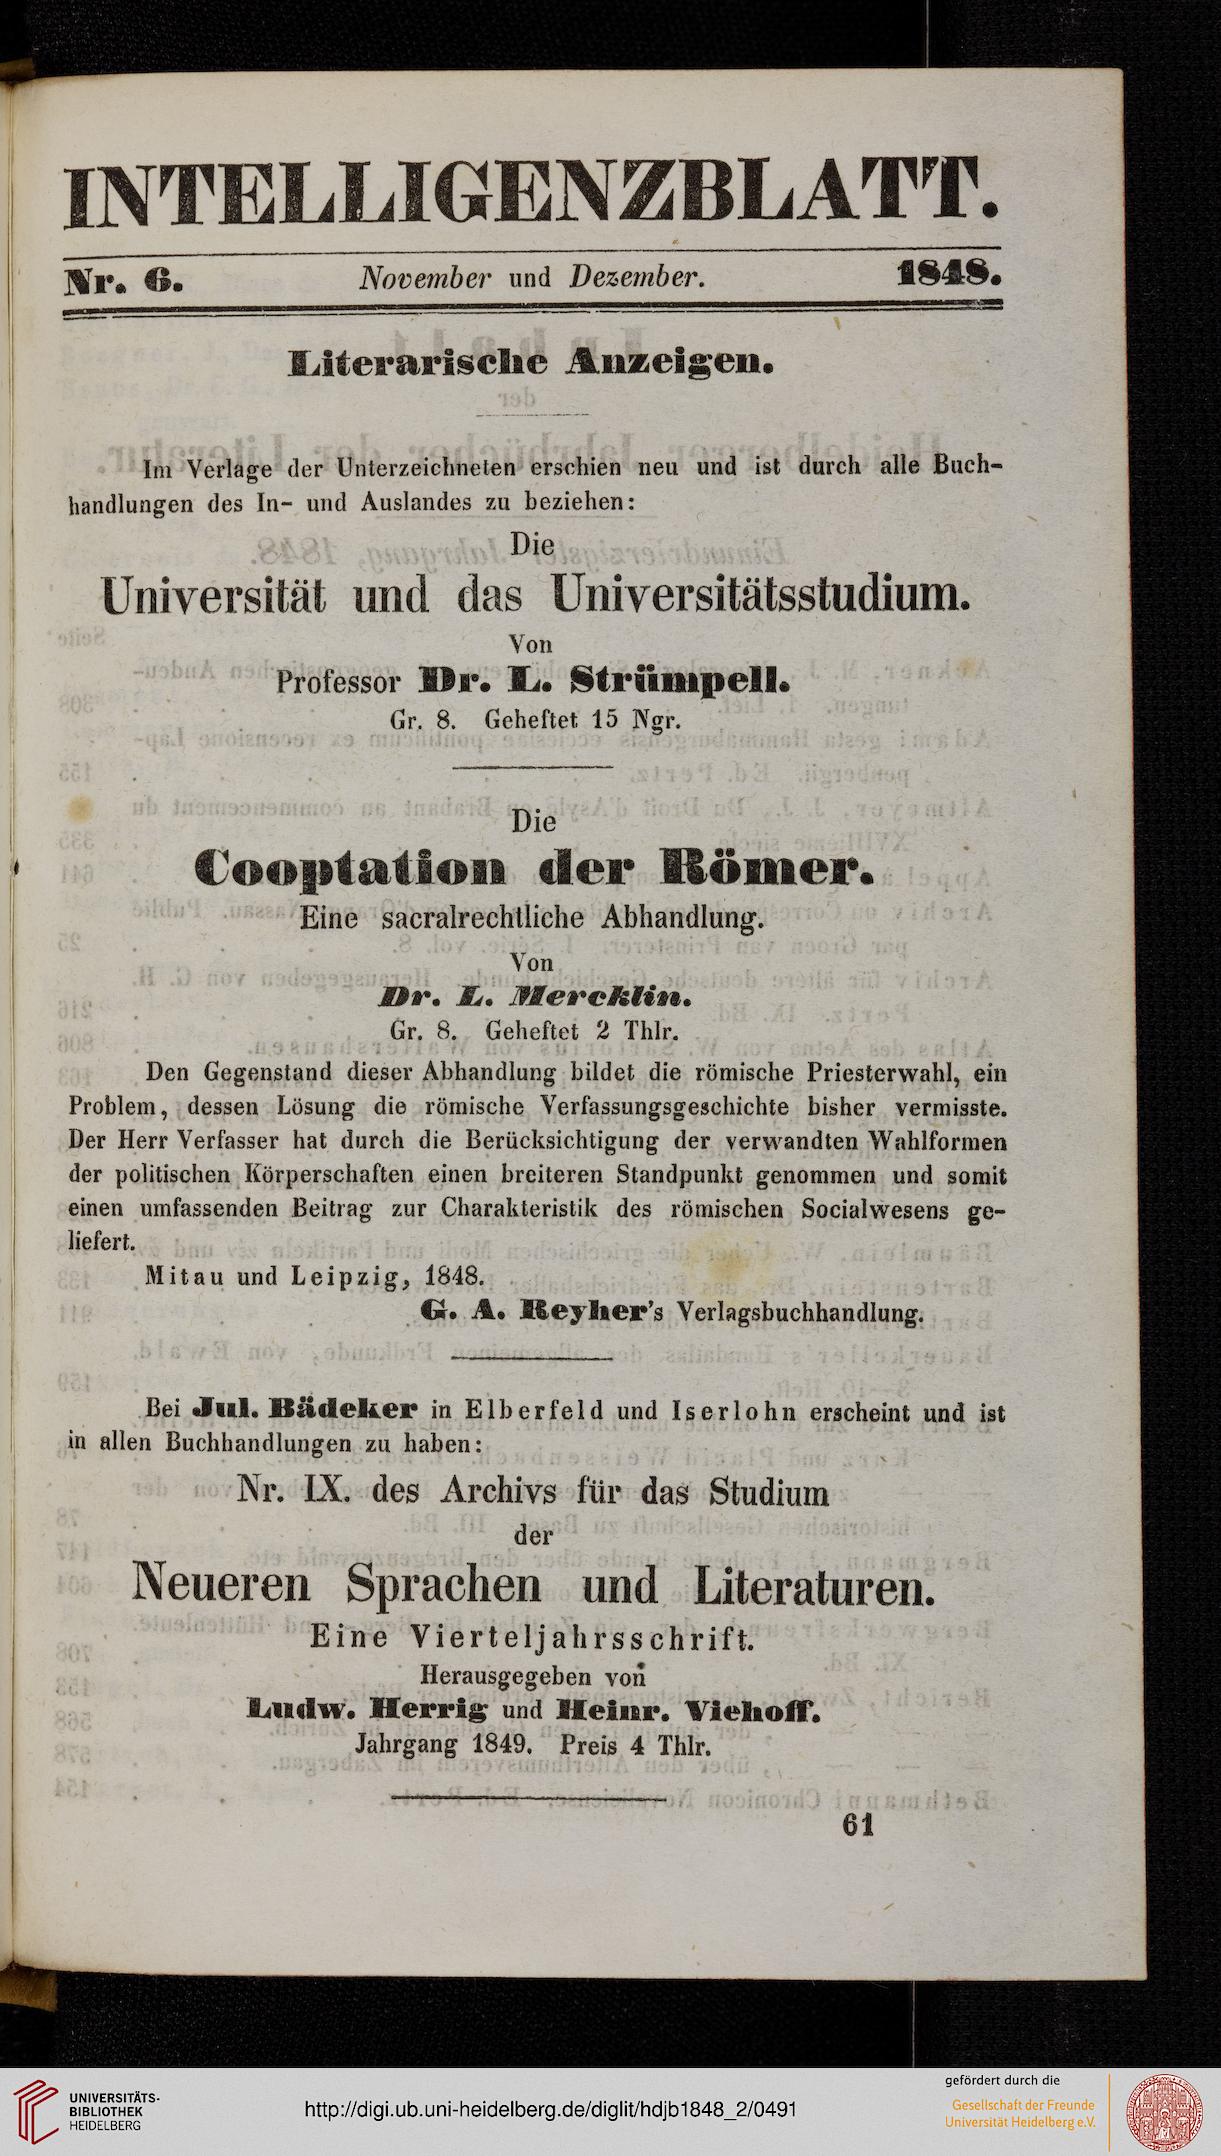 INTELLIGENZBLATT.
Nr. 6. November und Dezember. 1848.
Literarische Anzeigen.
Im Verlage der Unterzeichneten erschien neu und ist durch alle Buch-
handlungen des In- und Auslandes zu beziehen:
Die
Universität und das Universitätsstudium.
Von
Professor Dr. L. Strümpell.
Gr. 8. Geheftet 15 Ngr.
Die
Cooptation der Römer.
Eine sacralrechtliche Abhandlung.
Von
Dr. L. Mercklin.
Gr. 8. Geheftet 2 Thlr.
Den Gegenstand dieser Abhandlung bildet die römische Priesterwahl, ein
Problem, dessen Lösung die römische Verfassungsgeschichte bisher vermisste.
Der Herr Verfasser hat durch die Berücksichtigung der verwandten Wahlformen
der politischen Körperschaften einen breiteren Standpunkt genommen und somit
einen umfassenden Beitrag zur Charakteristik des römischen Socialwesens ge-
liefert.
Mitau und Leipzig, 1848.
G. A. Reyher's Verlagsbuchhandlung.
Bei Jul. Bädeker in Elberfeld und Iserlohn erscheint und ist
in allen Buchhandlungen zu haben:
Nr. IX. des Archivs für das Studium
der
Neueren Sprachen und Literaturen.
Eine Vierteljahrsschrift.
Herausgegeben von
Ludw. Herrig und Heinr. Viehoff.
Jahrgang 1849. Preis 4 Thlr.
61
UNIVERSITÄTS-
BIBLIOTHEK
HEIDELBERG
http://digi.ub.uni-heidelberg.de/diglit/hdjb1848_2/0491
gefördert durch die
Gesellschaft der Freunde
Universität Heidelberg e.V.